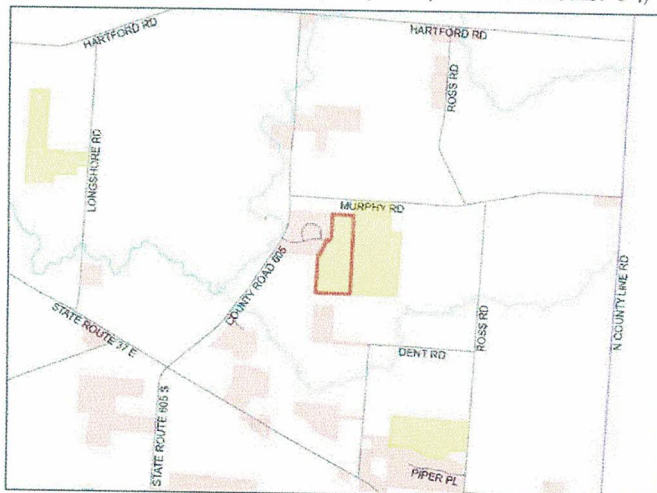 HARTFORD RD
HARTFORD RD
LONGSHORE RD
ROSS RD
MURPHY RD
COUNTY ROAD 605
STATE ROUTE 37 E
ROSS RD
N COUNTY LINE RD
DENT RD
STATE ROUTE 605 S
PIPER PL